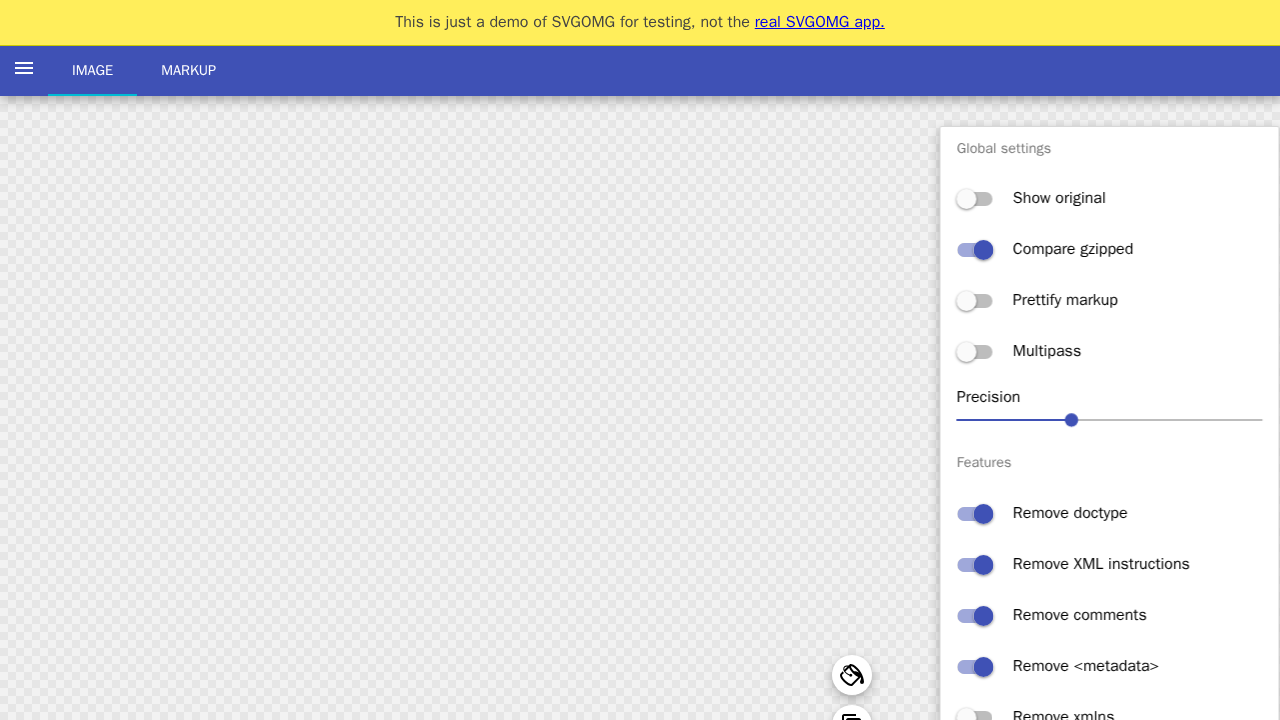 This is just a demo of SVGOMG for testing, not the real SVGOMG app.
IMAGE
MARKUP
Global settings
Show original
Compare gzipped
Prettify markup
Multipass
Precision
Features
Remove doctype
Remove XML instructions
Remove comments
Remove <metadata>
Remove xmlns